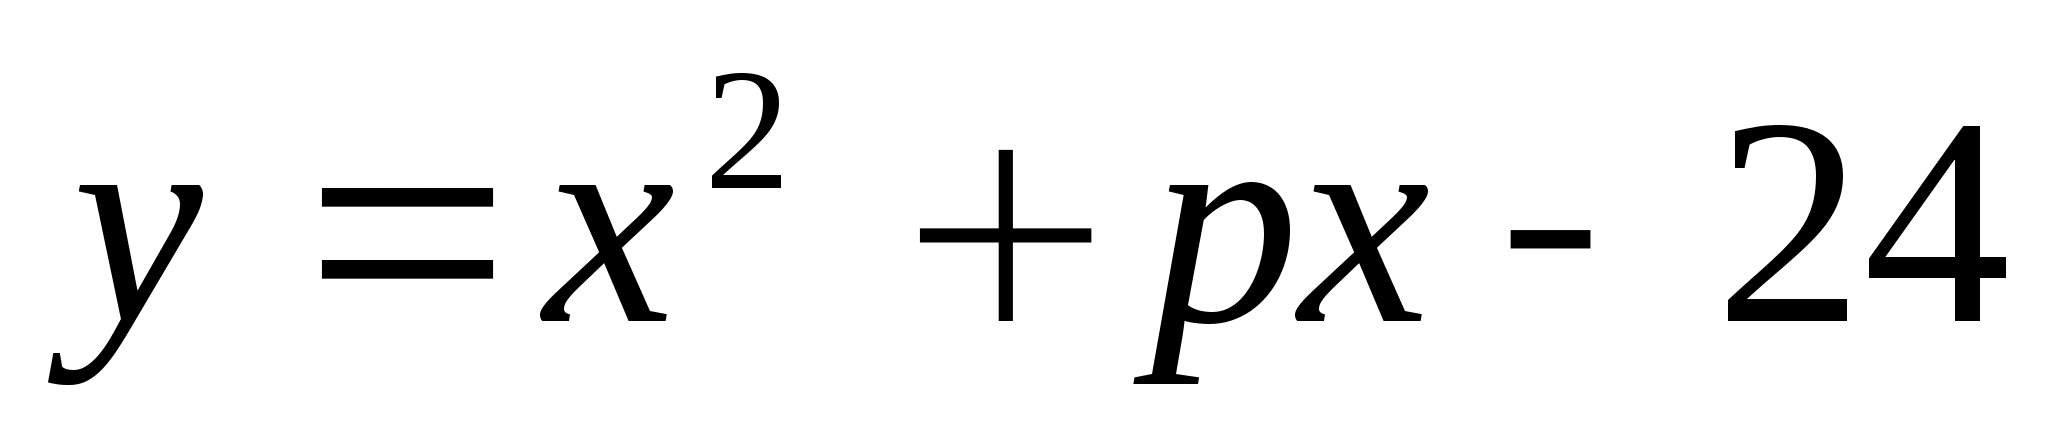 y = x² + px - 24